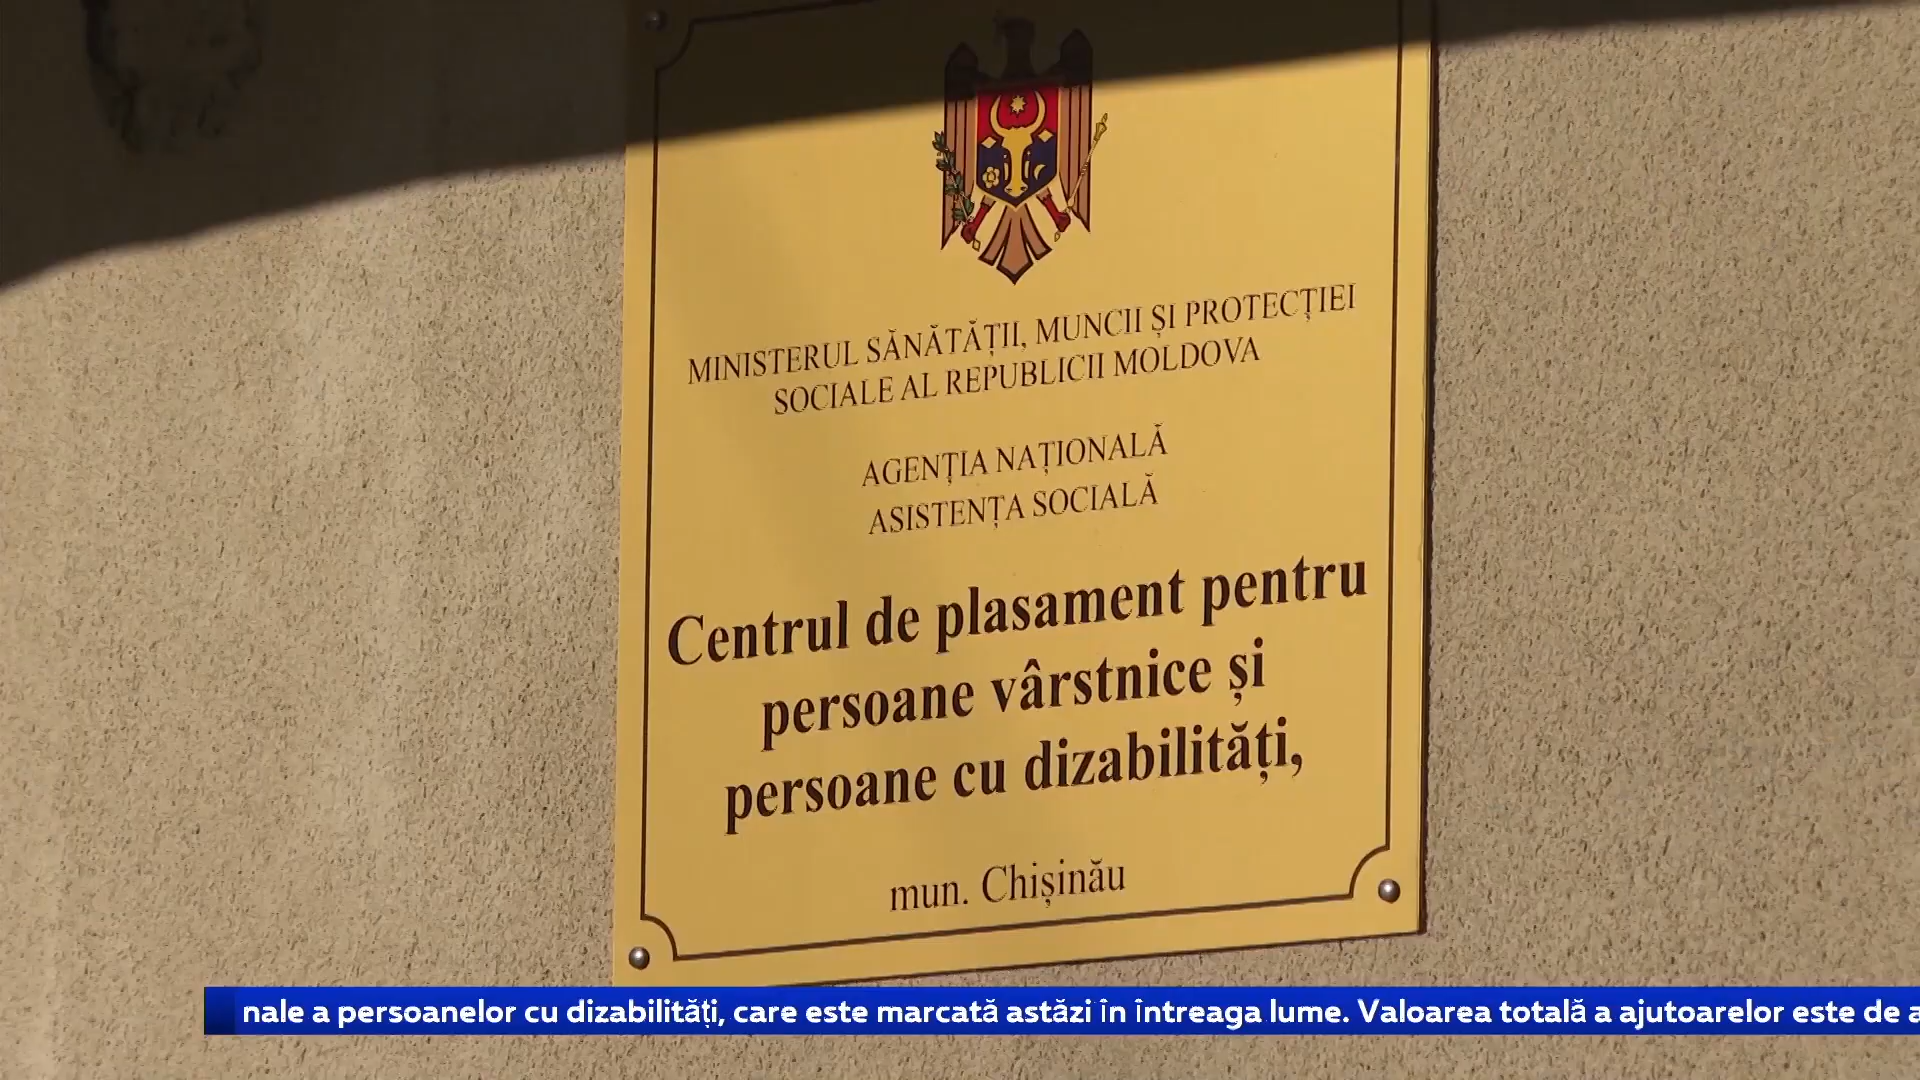 MINISTERUL SĂNĂTĂȚII, MUNCII ȘI PROTECȚIEI
SOCIALE AL REPUBLICII MOLDOVA
AGENȚIA NAȚIONALĂ
ASISTENȚA SOCIALĂ
Centrul de plasament pentru
persoane vârstnice și
persoane cu dizabilități,
mun. Chișinău
nale a persoanelor cu dizabilități, care este marcată astăzi în întreaga lume. Valoarea totală a ajutoarelor este de a